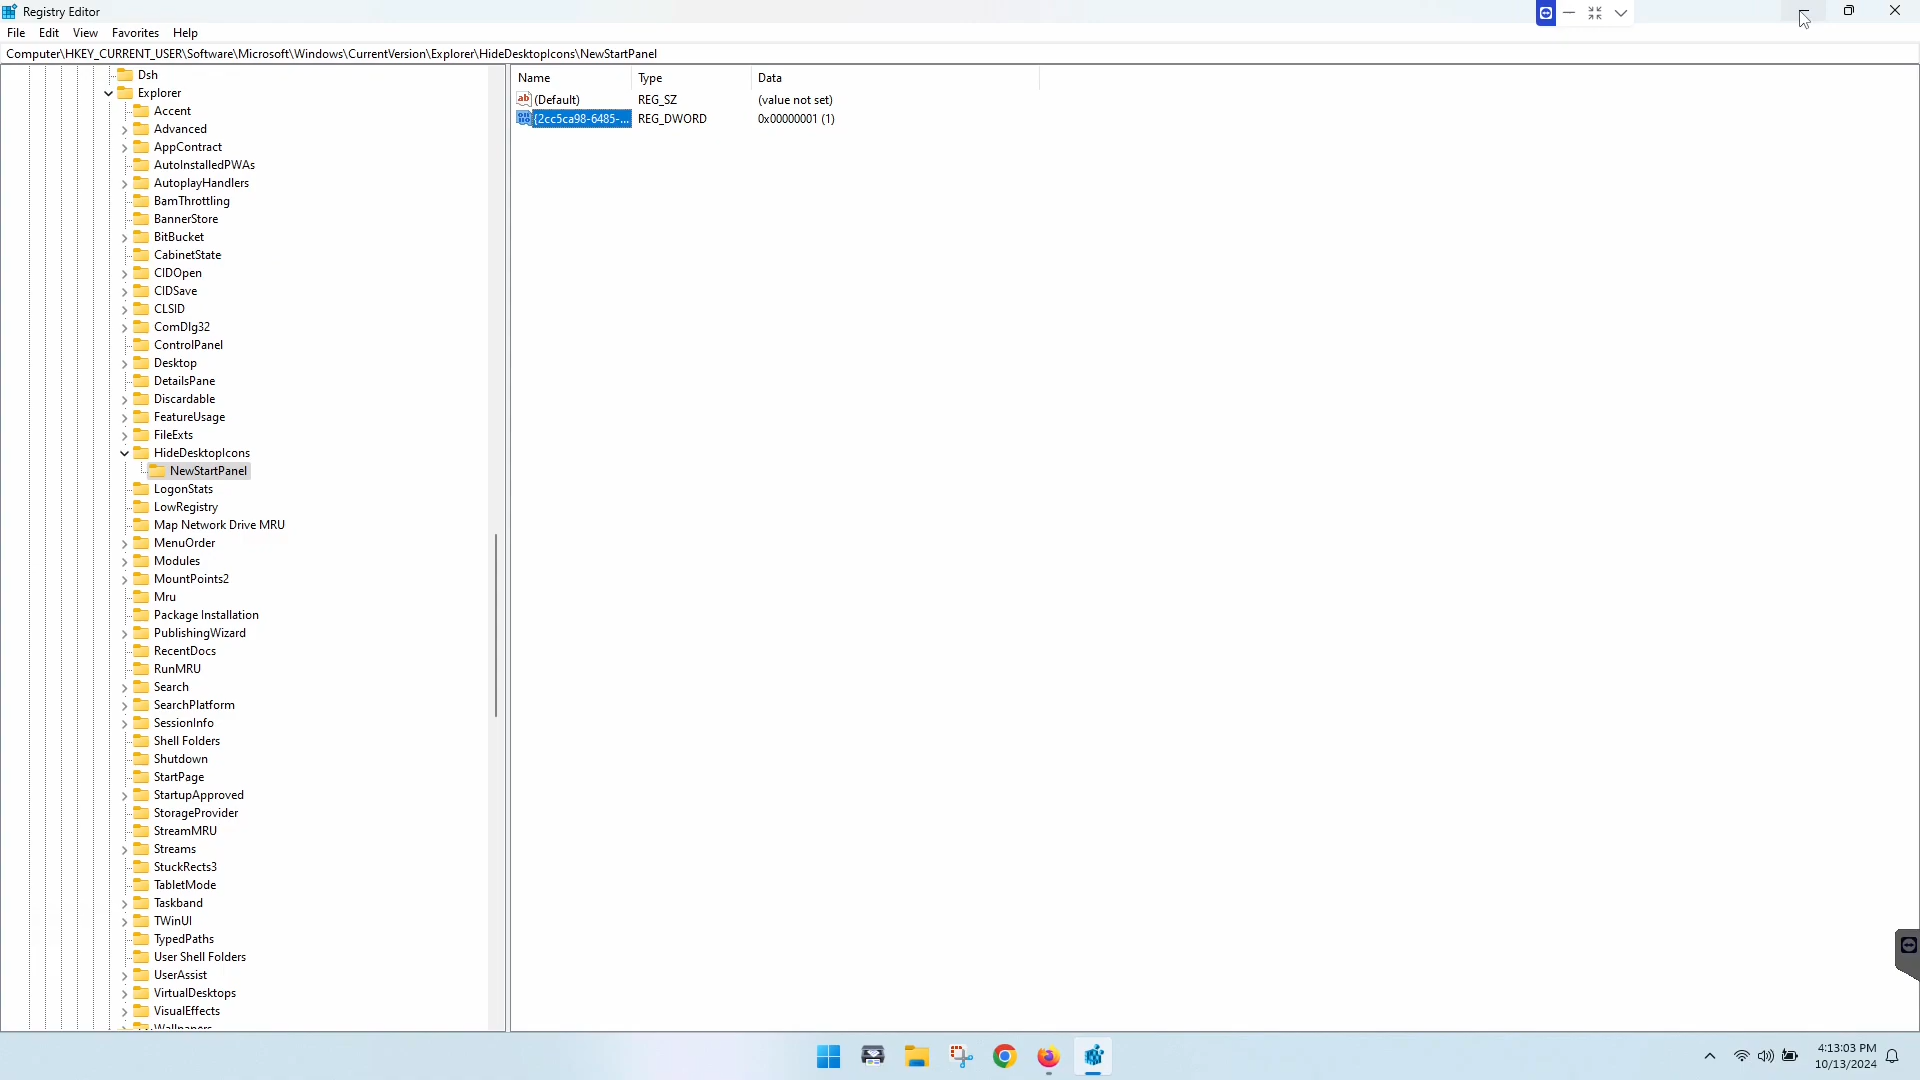 Registry Editor
File Edit View Favorites Help
Computer\HKEY_CURRENT_USER\Software\Microsoft\Windows\CurrentVersion\Explorer\HideDesktopIcons\NewStartPanel
Dsh
Explorer
Accent
Advanced
AppContract
AutoInstalledPWAs
AutoplayHandlers
BamThrottling
BannerStore
BitBucket
CabinetState
CIDOpen
CIDSave
CLSID
ComDlg32
ControlPanel
Desktop
DetailsPane
Discardable
FeatureUsage
FileExts
HideDesktopIcons
NewStartPanel
LogonStats
LowRegistry
Map Network Drive MRU
MenuOrder
Modules
MountPoints2
Mru
Package Installation
PublishingWizard
RecentDocs
RunMRU
Search
SearchPlatform
SessionInfo
Shell Folders
Shutdown
StartPage
StartupApproved
StorageProvider
StreamMRU
Streams
StuckRects3
TabletMode
Taskband
TWinUI
TypedPaths
User Shell Folders
UserAssist
VirtualDesktops
VisualEffects
Wallpapers
Name Type Data
(Default) REG_SZ (value not set)
{2cc5ca98-6485-... REG_DWORD 0x00000001 (1)
4:13:03 PM
10/13/2024